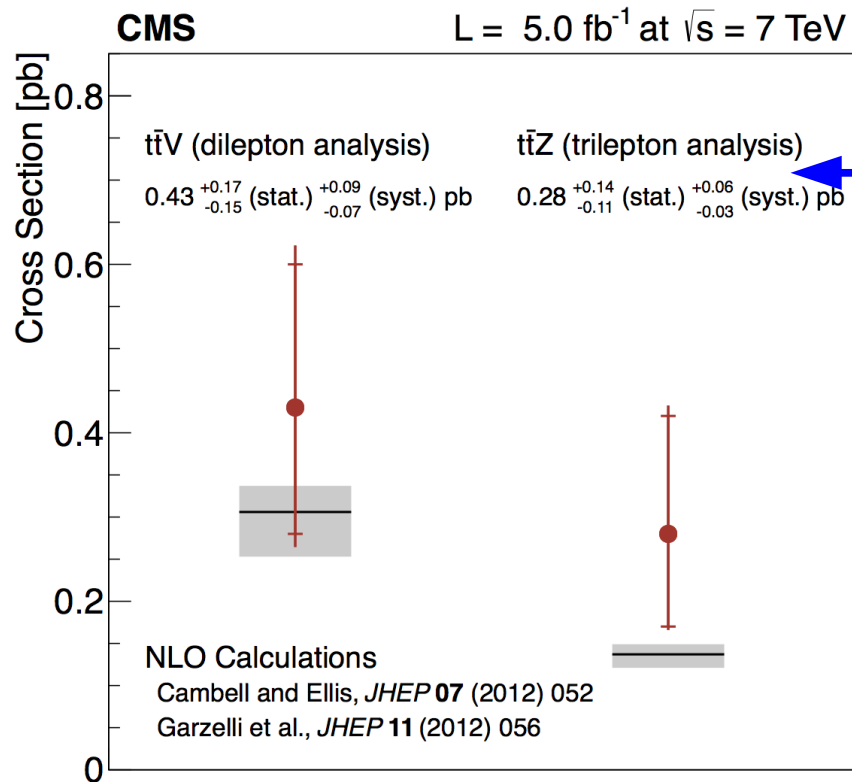 CMS L = 5.0 fb⁻¹ at √s = 7 TeV
Cross Section [pb]
0.8
tt̄V (dilepton analysis) tt̄Z (trilepton analysis)
0.43 +0.17 -0.15 (stat.) +0.09 -0.07 (syst.) pb 0.28 +0.14 -0.11 (stat.) +0.06 -0.03 (syst.) pb
0.6
0.4
0.2
NLO Calculations
Cambell and Ellis, JHEP 07 (2012) 052
Garzelli et al., JHEP 11 (2012) 056
0